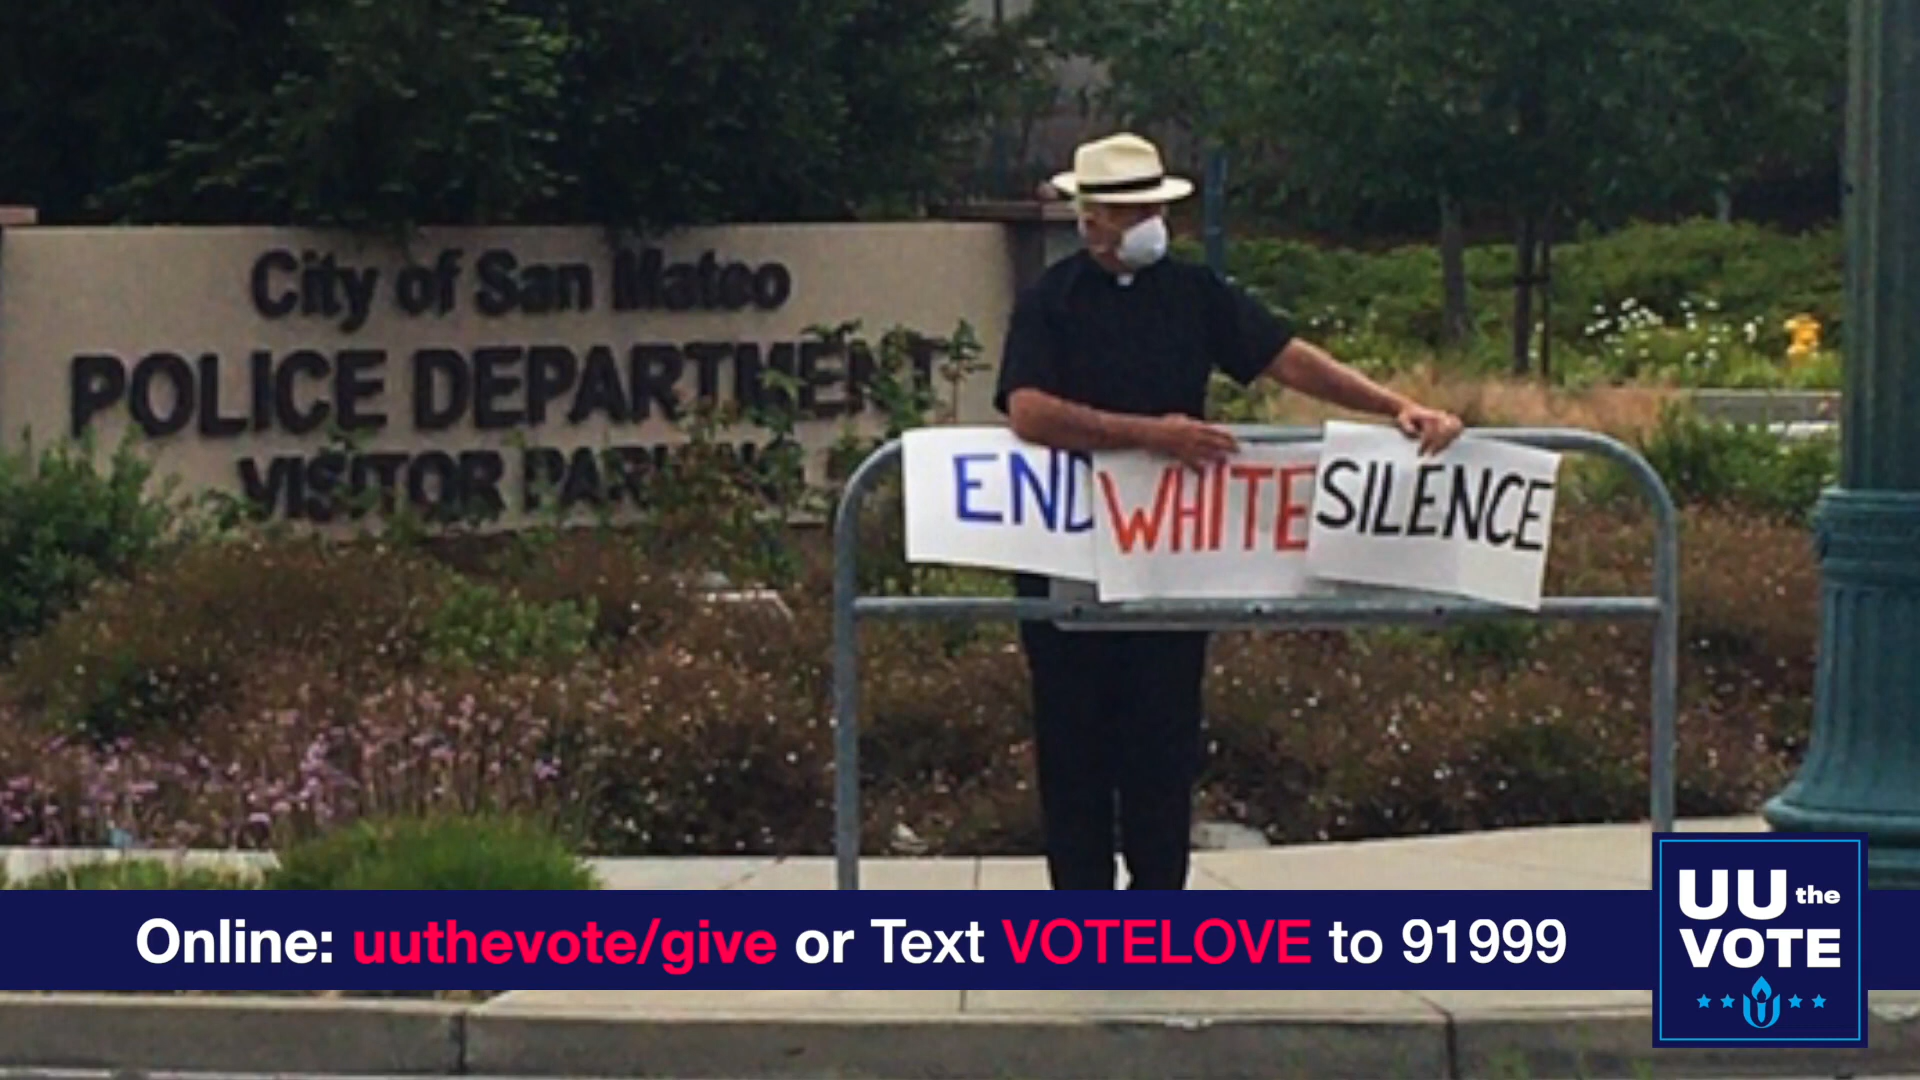 City of San Mateo
POLICE DEPARTMENT
VISITOR PARKING
END WHITE SILENCE
Online: uuthevote/give or Text VOTELOVE to 91999
UU the
VOTE